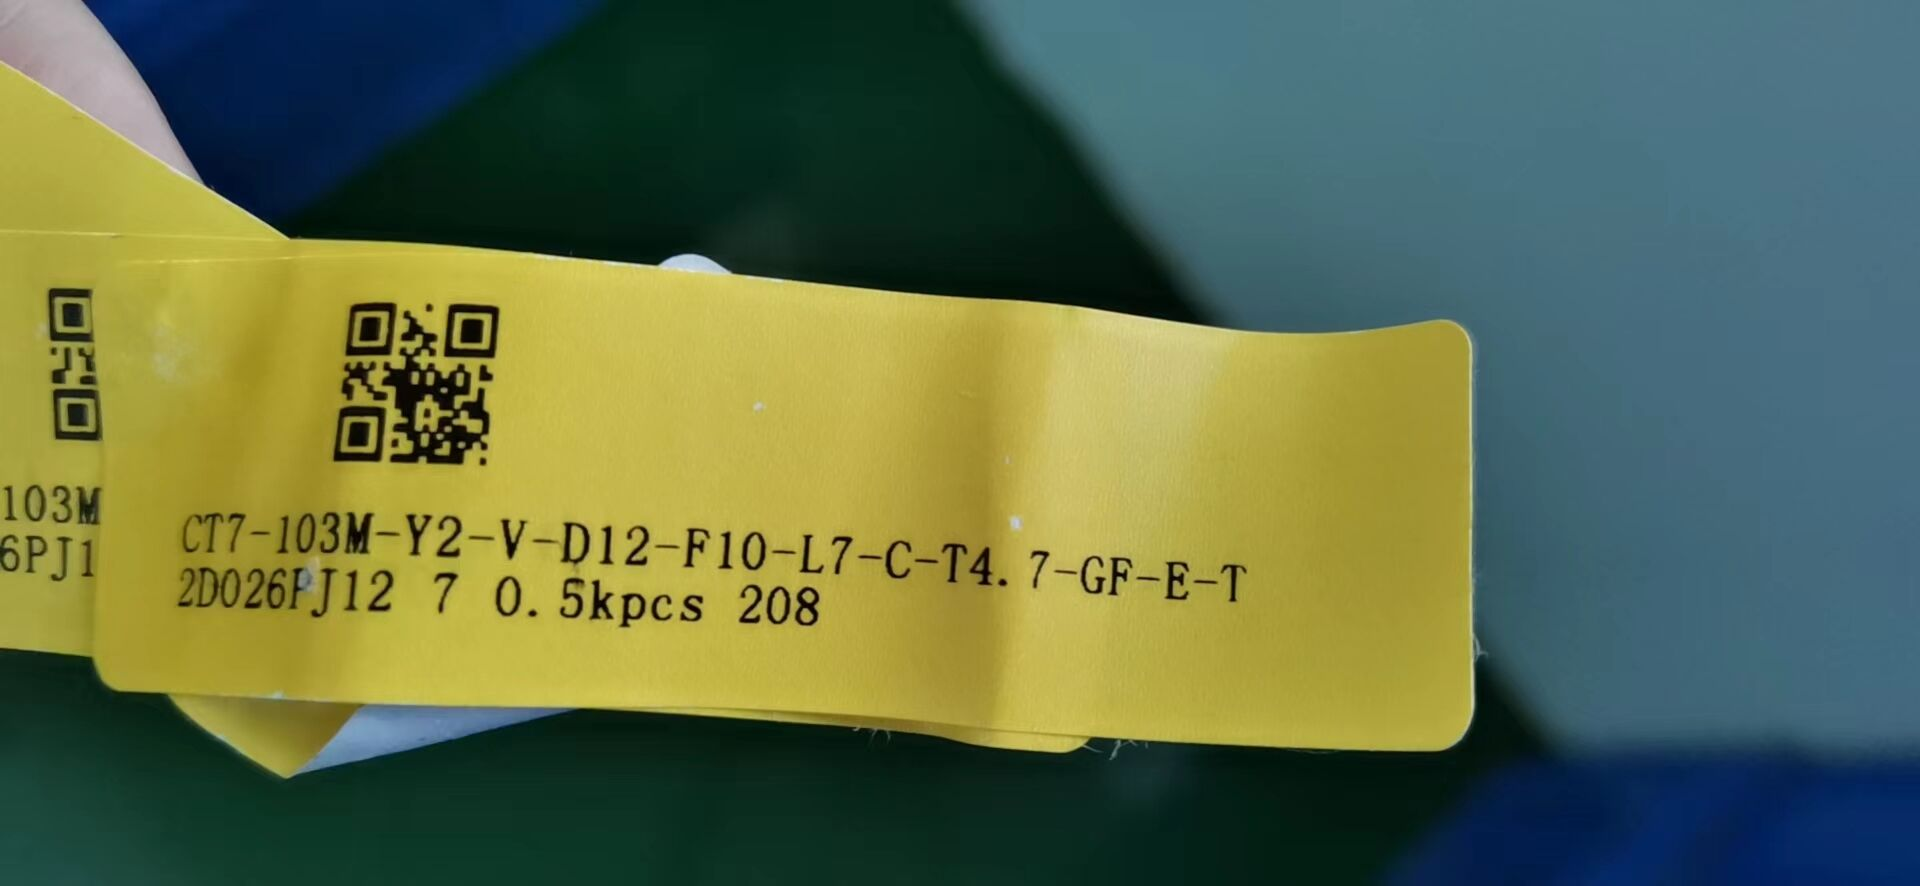 103M
6PJ1
CT7-103M-Y2-V-D12-F10-L7-C-T4.7-GF-E-T
2D026PJ12 7 0.5kpcs 208